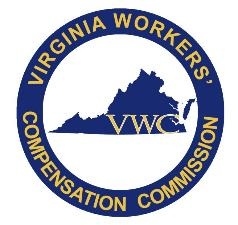 VIRGINIA WORKERS'
VWC
COMPENSATION COMMISSION